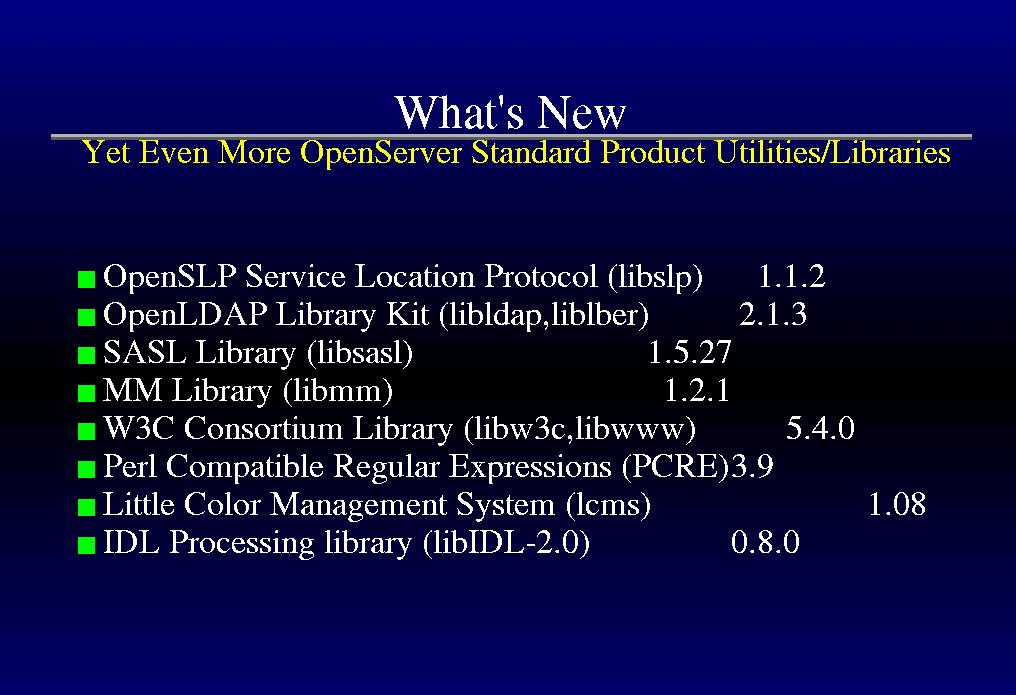 What's New
Yet Even More OpenServer Standard Product Utilities/Libraries
OpenSLP Service Location Protocol (libslp) 1.1.2
OpenLDAP Library Kit (libldap,liblber) 2.1.3
SASL Library (libsasl) 1.5.27
MM Library (libmm) 1.2.1
W3C Consortium Library (libw3c,libwww) 5.4.0
Perl Compatible Regular Expressions (PCRE)3.9
Little Color Management System (lcms) 1.08
IDL Processing library (libIDL-2.0) 0.8.0